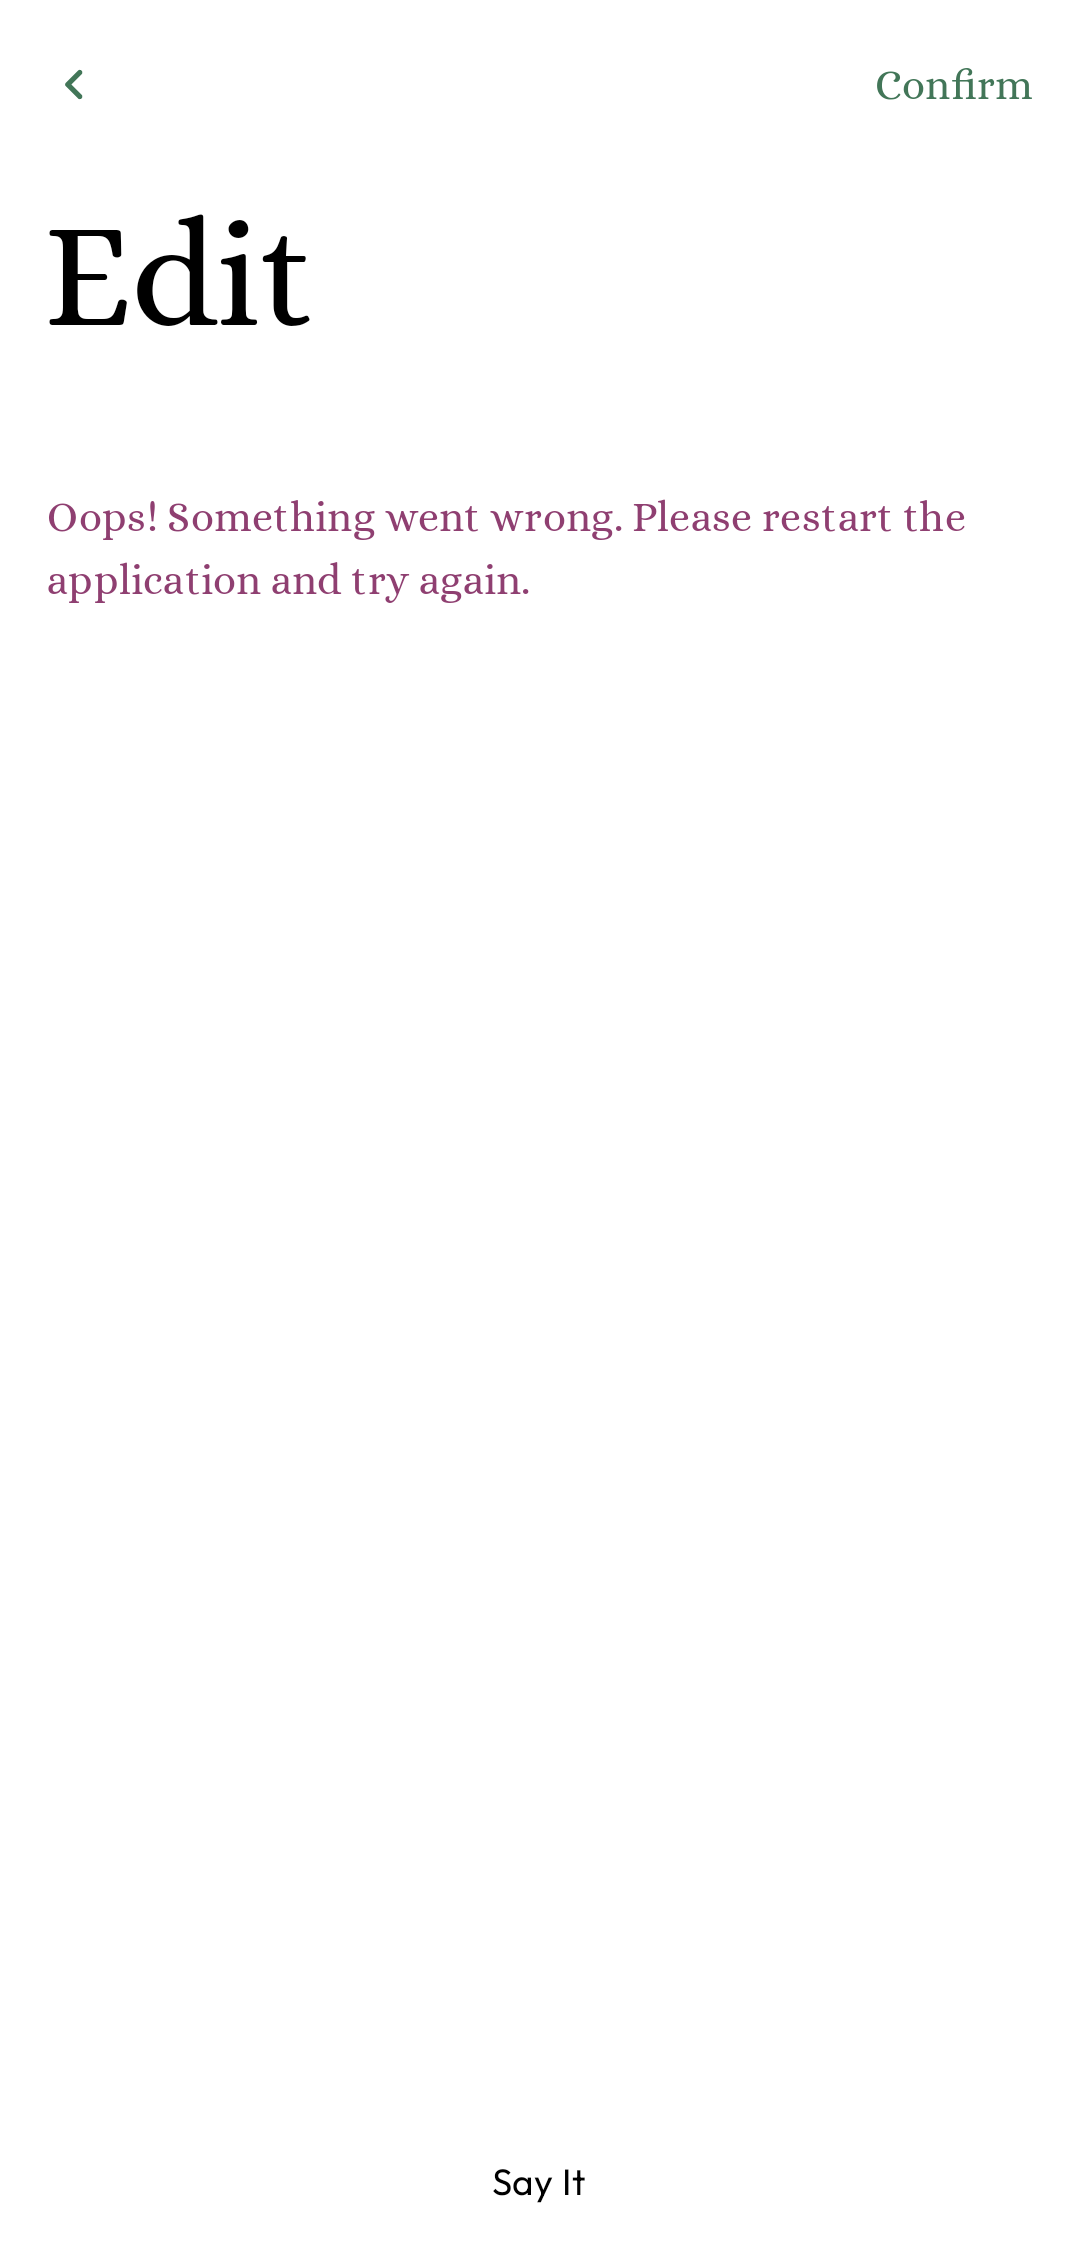 Confirm
Edit
Oops! Something went wrong. Please restart the
application and try again.
Say It